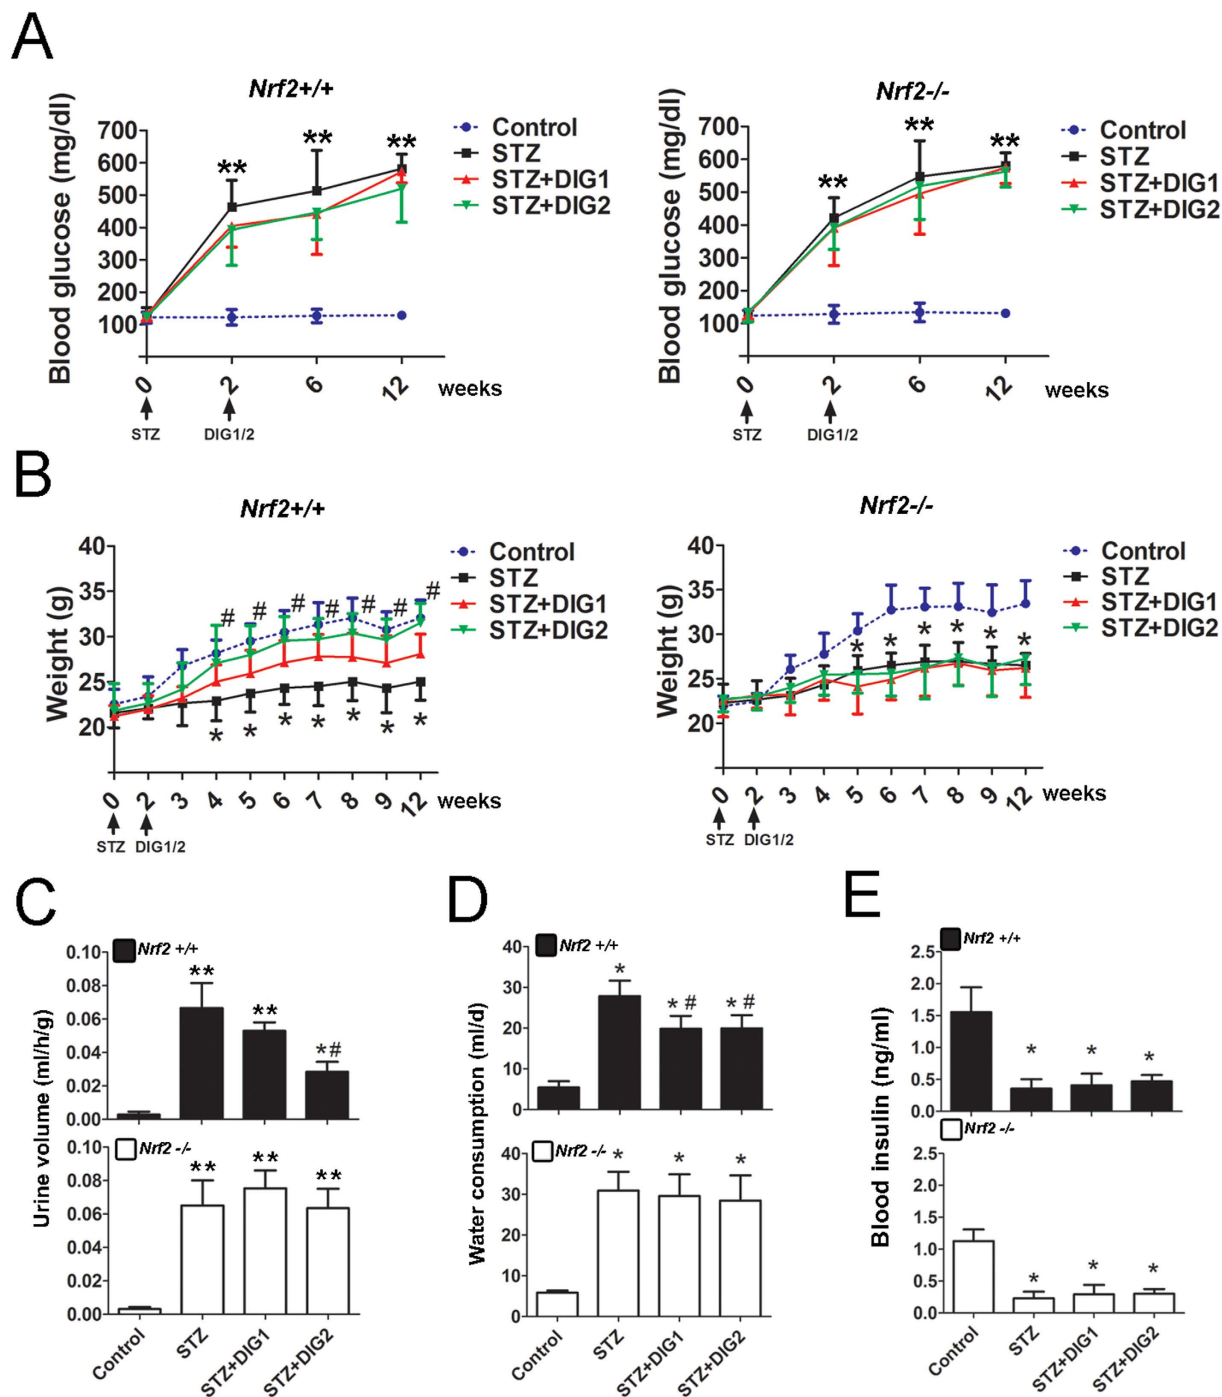 A
Nrf2+/+
Blood glucose (mg/dl)
700
600
500
400
300
200
100
** ** **
Control
STZ
STZ+DIG1
STZ+DIG2
0 2 6 12 weeks
STZ DIG1/2
Nrf2-/-
Blood glucose (mg/dl)
700
600
500
400
300
200
100
** ** **
Control
STZ
STZ+DIG1
STZ+DIG2
0 2 6 12 weeks
STZ DIG1/2
B
Nrf2+/+
Weight (g)
40
35
30
25
20
# # # # # # #
* * * * * * *
Control
STZ
STZ+DIG1
STZ+DIG2
0 2 3 4 5 6 7 8 9 12 weeks
STZ DIG1/2
Nrf2-/-
Weight (g)
40
35
30
25
20
* * * * * *
Control
STZ
STZ+DIG1
STZ+DIG2
0 2 3 4 5 6 7 8 9 12 weeks
STZ DIG1/2
C
Urine volume (ml/h/g)
Nrf2 +/+
0.10
0.08
0.06
0.04
0.02
0.00
** ** *#
Nrf2 -/-
0.10
0.08
0.06
0.04
0.02
0.00
** ** **
Control STZ STZ+DIG1 STZ+DIG2
D
Water consumption (ml/d)
Nrf2 +/+
40
30
20
10
0
* *# *#
Nrf2 -/-
40
30
20
10
0
* * *
Control STZ STZ+DIG1 STZ+DIG2
E
Blood insulin (ng/ml)
Nrf2 +/+
2.5
2.0
1.5
1.0
0.5
0.0
* * *
Nrf2 -/-
2.5
2.0
1.5
1.0
0.5
0.0
* * *
Control STZ STZ+DIG1 STZ+DIG2